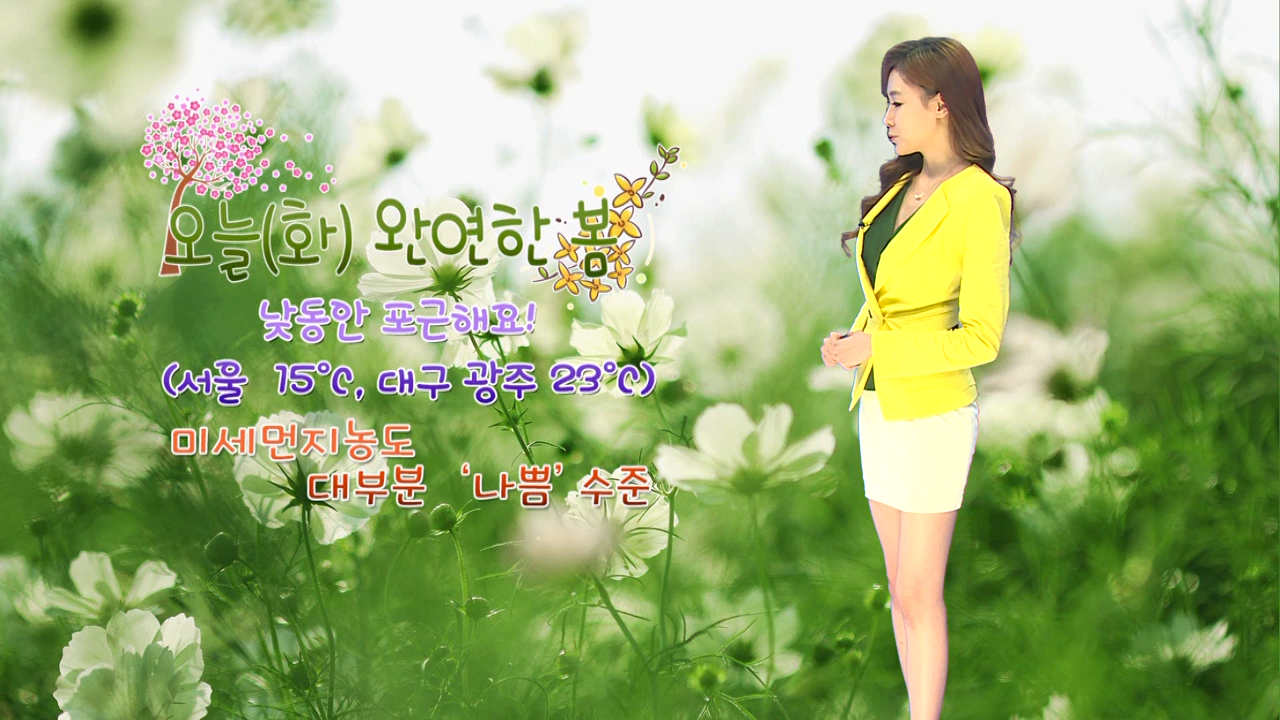 오늘(화) 완연한 봄
낮동안 포근해요!
(서울 15℃, 대구 광주 23℃)
미세먼지농도
대부분 ‘나쁨’ 수준